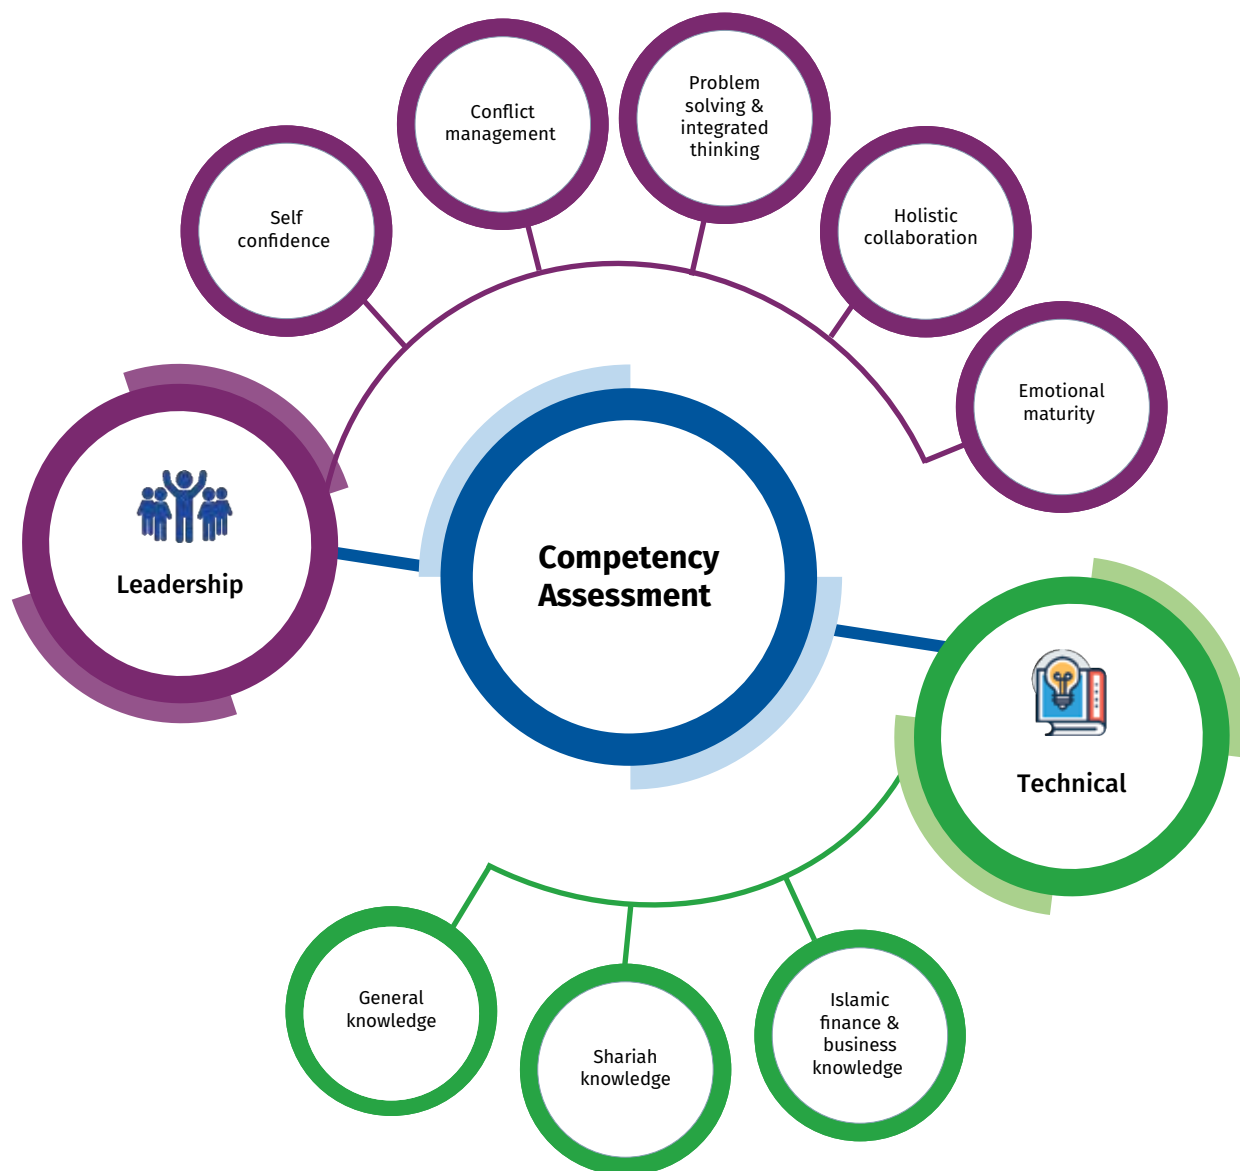 Problem
solving &
integrated
thinking
Conflict
management
Self
confidence
Holistic
collaboration
Emotional
maturity
Leadership
Competency
Assessment
Technical
General
knowledge
Shariah
knowledge
Islamic
finance &
business
knowledge